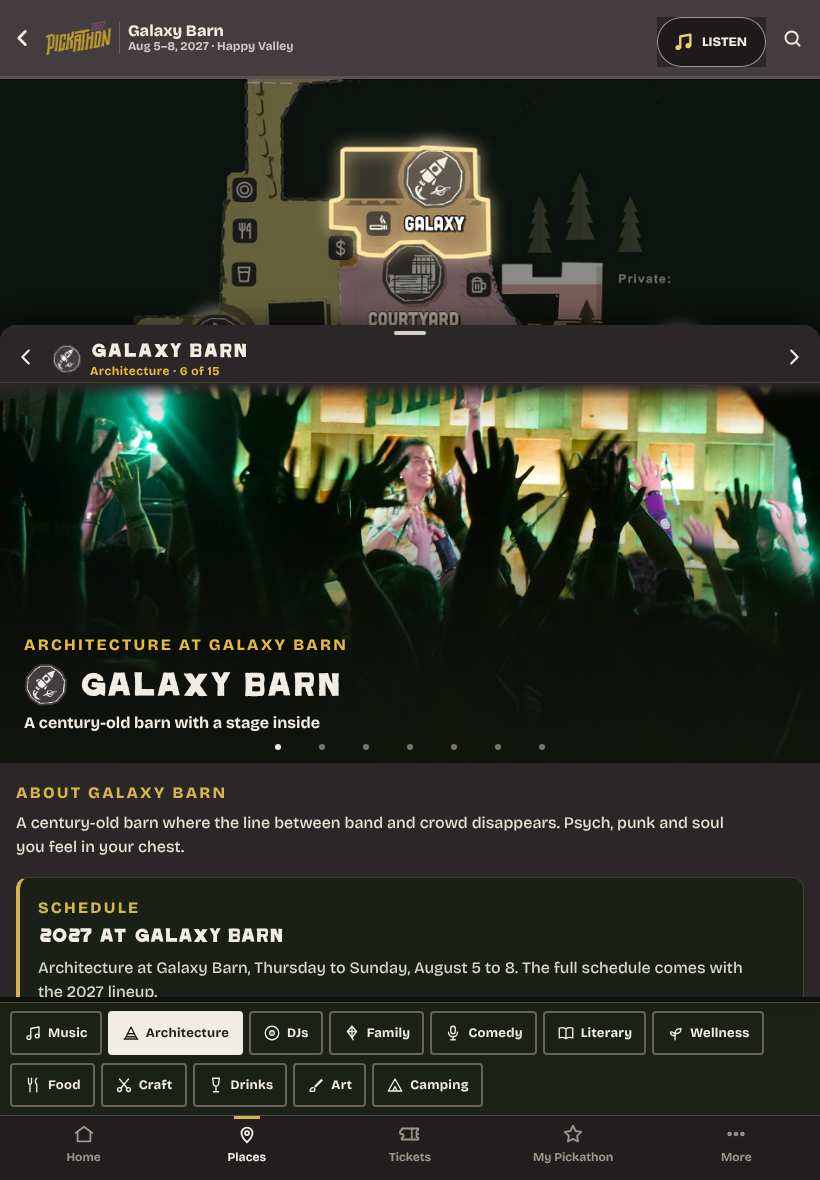 PICKATHON
Galaxy Barn
Aug 5–8, 2027 · Happy Valley
LISTEN
GALAXY
$
Private:
COURTYARD
GALAXY BARN
Architecture · 6 of 15
ARCHITECTURE AT GALAXY BARN
GALAXY BARN
A century-old barn with a stage inside
ABOUT GALAXY BARN
A century-old barn where the line between band and crowd disappears. Psych, punk and soul
you feel in your chest.
SCHEDULE
2027 AT GALAXY BARN
Architecture at Galaxy Barn, Thursday to Sunday, August 5 to 8. The full schedule comes with
the 2027 lineup.
Music
Architecture
DJs
Family
Comedy
Literary
Wellness
Food
Craft
Drinks
Art
Camping
Home
Places
Tickets
My Pickathon
More